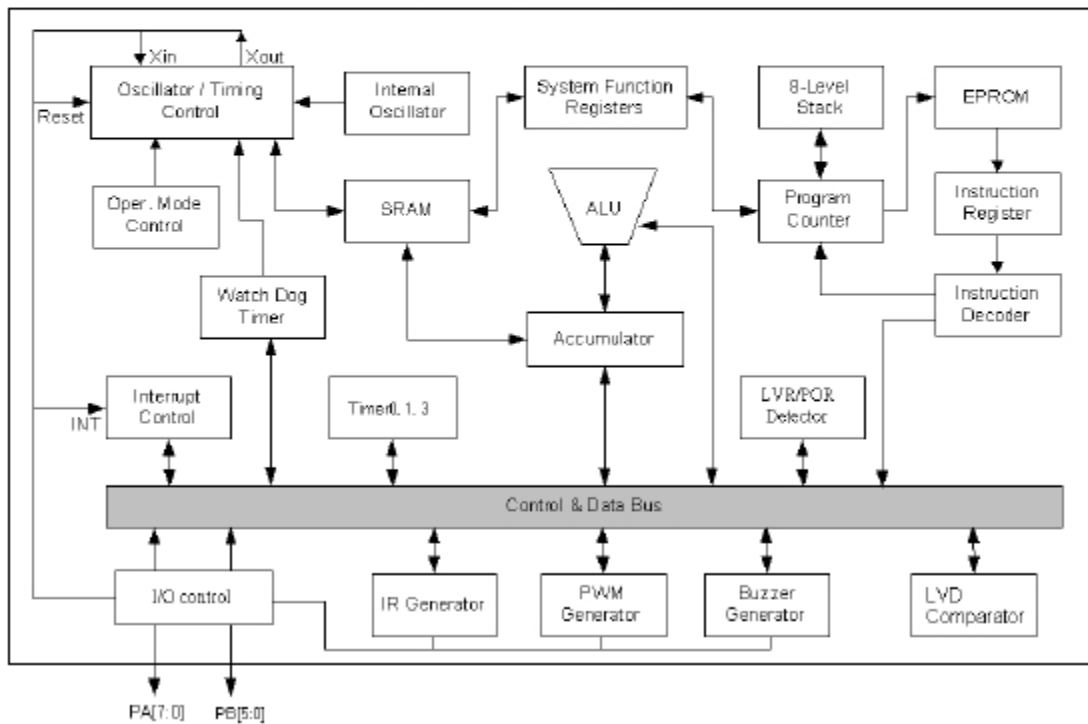 Xin
Xout
Oscillator / Timing
Control
Reset
Internal
Oscillator
System Function
Registers
8-Level
Stack
EPROM
Oper. Mode
Control
SRAM
ALU
Program
Counter
Instruction
Register
Watch Dog
Timer
Accumulator
Instruction
Decoder
Interrupt
Control
INT
Timer0, 1, 3
LVR/POR
Detector
Control & Data Bus
I/O control
IR Generator
PWM
Generator
Buzzer
Generator
LVD
Comparator
PA[7:0]
PB[5:0]